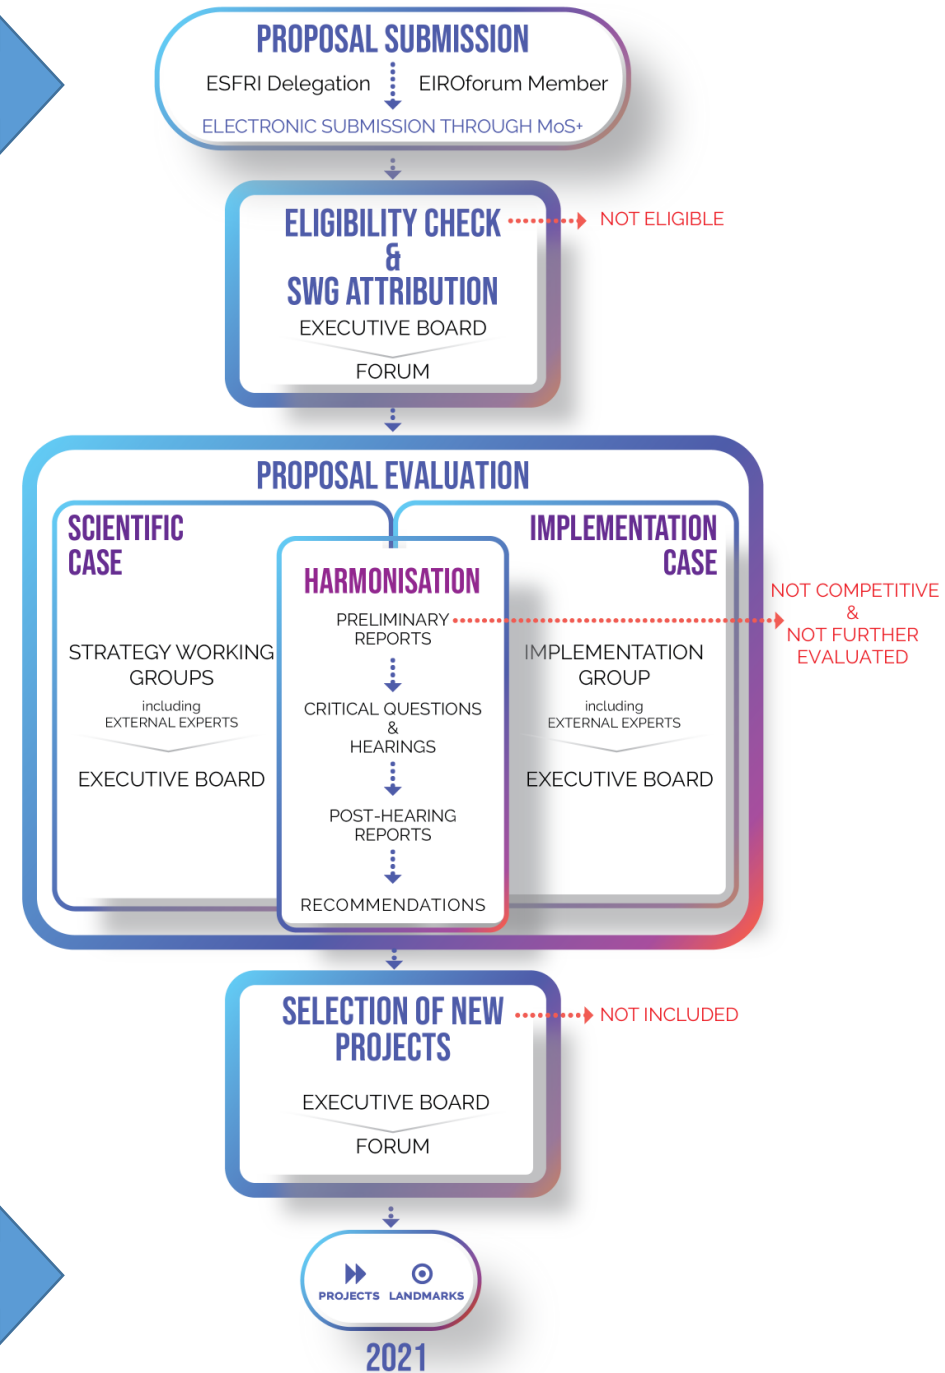 PROPOSAL SUBMISSION
ESFRI Delegation EIROforum Member
ELECTRONIC SUBMISSION THROUGH MoS+
ELIGIBILITY CHECK
&
SWG ATTRIBUTION
EXECUTIVE BOARD
FORUM
NOT ELIGIBLE
PROPOSAL EVALUATION
SCIENTIFIC
CASE
STRATEGY WORKING
GROUPS
including
EXTERNAL EXPERTS
EXECUTIVE BOARD
HARMONISATION
PRELIMINARY
REPORTS
CRITICAL QUESTIONS
&
HEARINGS
POST-HEARING
REPORTS
RECOMMENDATIONS
IMPLEMENTATION
CASE
IMPLEMENTATION
GROUP
including
EXTERNAL EXPERTS
EXECUTIVE BOARD
NOT COMPETITIVE
&
NOT FURTHER
EVALUATED
SELECTION OF NEW
PROJECTS
EXECUTIVE BOARD
FORUM
NOT INCLUDED
PROJECTS LANDMARKS
2021